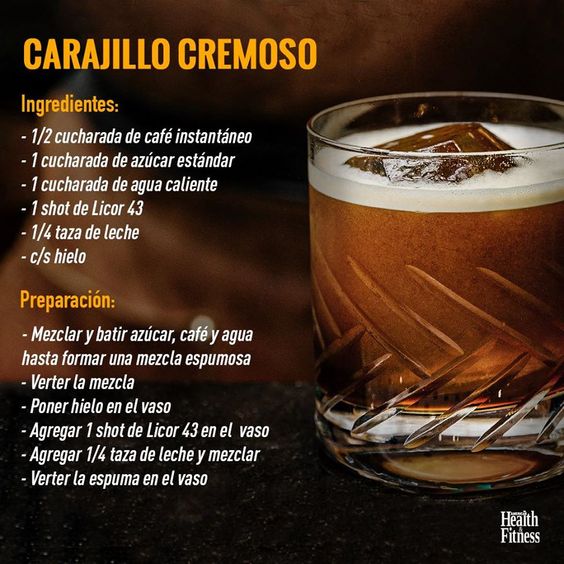 CARAJILLO CREMOSO
Ingredientes:
- 1/2 cucharada de café instantáneo
- 1 cucharada de azúcar estándar
- 1 cucharada de agua caliente
- 1 shot de Licor 43
- 1/4 taza de leche
- c/s hielo
Preparación:
- Mezclar y batir azúcar, café y agua
hasta formar una mezcla espumosa
- Verter la mezcla
- Poner hielo en el vaso
- Agregar 1 shot de Licor 43 en el vaso
- Agregar 1/4 taza de leche y mezclar
- Verter la espuma en el vaso
Health
& Fitness